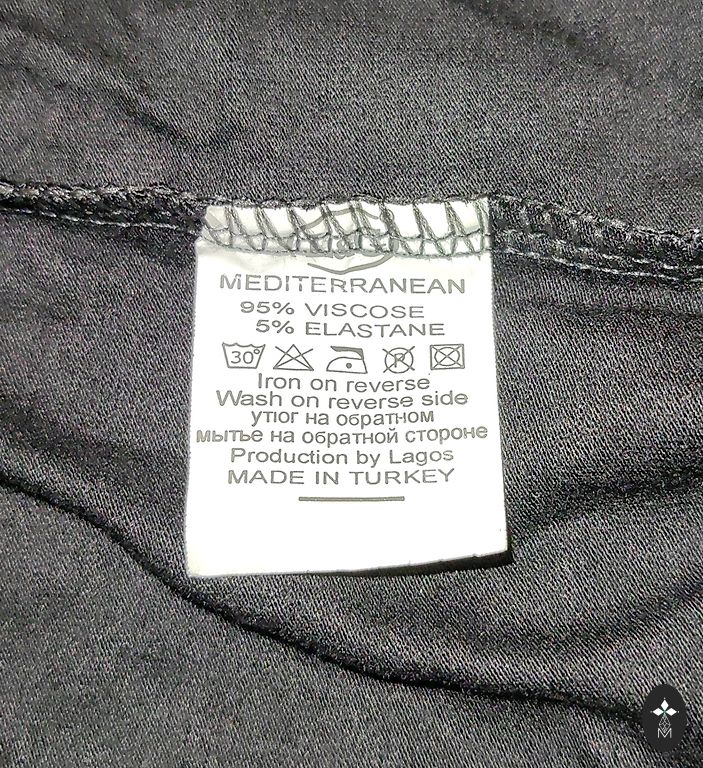 MEDITERRANEAN
95% VISCOSE
5% ELASTANE
30°
P
Iron on reverse
Wash on reverse side
утюг на обратном
мытье на обратной стороне
Production by Lagos
MADE IN TURKEY
M